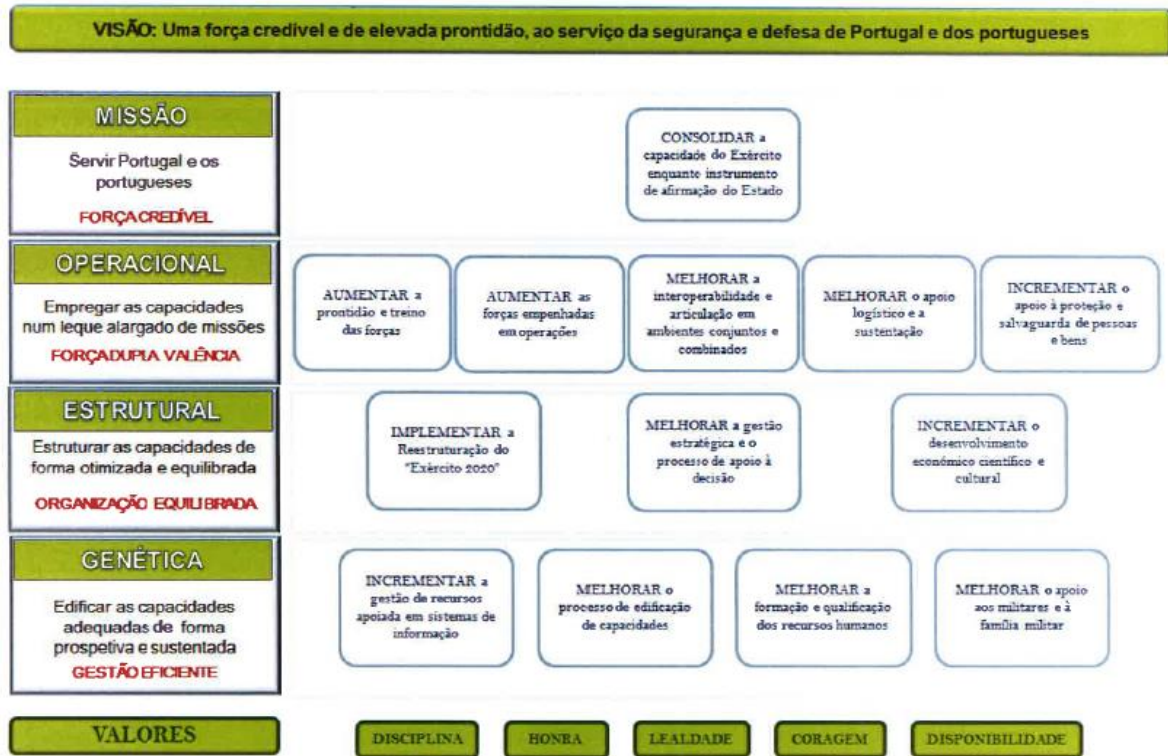 VISÃO: Uma força credível e de elevada prontidão, ao serviço da segurança e defesa de Portugal e dos portugueses
MISSÃO
Servir Portugal e os
portugueses
FORÇA CREDÍVEL
CONSOLIDAR a
capacidade do Exército
enquanto instrumento
de afirmação do Estado
OPERACIONAL
Empregar as capacidades
num leque alargado de missões
FORÇA DUPLA VALÊNCIA
AUMENTAR a
prontidão e treino
das forças
AUMENTAR as
forças empenhadas
em operações
MELHORAR a
interoperabilidade e
articulação em
ambientes conjuntos e
combinados
MELHORAR o apoio
logístico e a
sustentação
INCREMENTAR o
apoio à proteção e
salvaguarda de pessoas
e bens
ESTRUTURAL
Estruturar as capacidades de
forma otimizada e equilibrada
ORGANIZAÇÃO EQUILIBRADA
IMPLEMENTAR a
Reestruturação do
"Exército 2020"
MELHORAR a gestão
estratégica e o
processo de apoio à
decisão
INCREMENTAR o
desenvolvimento
económico científico e
cultural
GENÉTICA
Edificar as capacidades
adequadas de forma
prospetiva e sustentada
GESTÃO EFICIENTE
INCREMENTAR a
gestão de recursos
apoiada em sistemas de
informação
MELHORAR o
processo de edificação
de capacidades
MELHORAR a
formação e qualificação
dos recursos humanos
MELHORAR o apoio
aos militares e à
família militar
VALORES
DISCIPLINA
HONRA
LEALDADE
CORAGEM
DISPONIBILIDADE